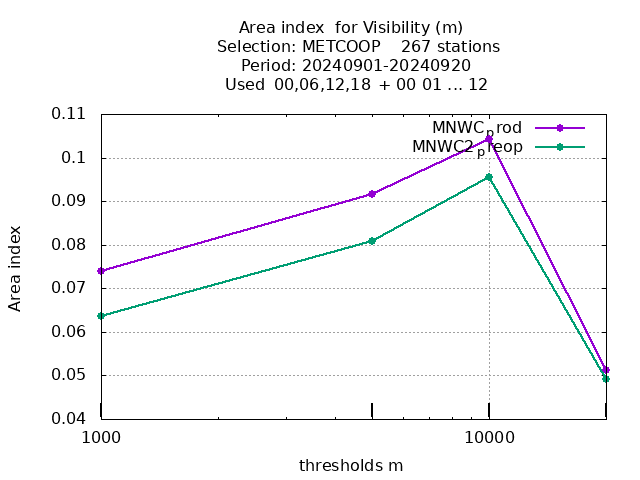 Area index  for Visibility (m)
Selection: METCOOP    267 stations
Period: 20240901-20240920
Used  00,06,12,18  + 00 01 ... 12
MNWCprod
MNWC2preop
0.11
0.1
0.09
0.08
0.07
0.06
0.05
0.04
Area index
1000 10000
thresholds m